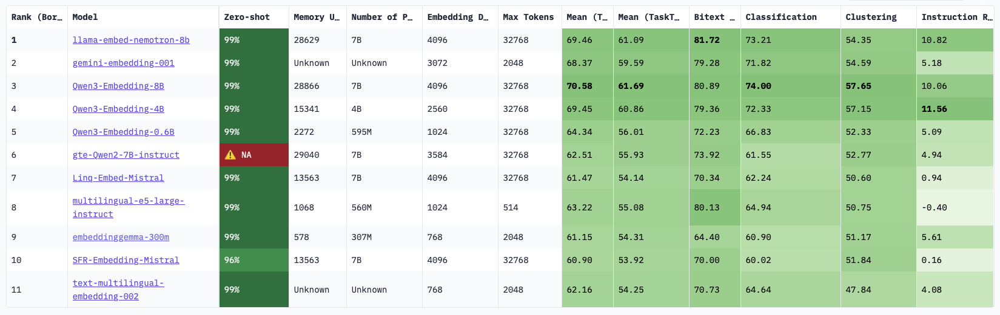 Rank (Bor… Model Zero-shot Memory U… Number of P… Embedding D… Max Tokens Mean (T… Mean (TaskT… Bitext … Classification Clustering Instruction R…
1 llama-embed-nemotron-8b 99% 28629 7B 4096 32768 69.46 61.09 81.72 73.21 54.35 10.82
2 gemini-embedding-001 99% Unknown Unknown 3072 2048 68.37 59.59 79.28 71.82 54.59 5.18
3 Qwen3-Embedding-8B 99% 28866 7B 4096 32768 70.58 61.69 80.89 74.00 57.65 10.06
4 Qwen3-Embedding-4B 99% 15341 4B 2560 32768 69.45 60.86 79.36 72.33 57.15 11.56
5 Qwen3-Embedding-0.6B 99% 2272 595M 1024 32768 64.34 56.01 72.23 66.83 52.33 5.09
6 gte-Qwen2-7B-instruct ⚠️ NA 29040 7B 3584 32768 62.51 55.93 73.92 61.55 52.77 4.94
7 Linq-Embed-Mistral 99% 13563 7B 4096 32768 61.47 54.14 70.34 62.24 50.60 0.94
8 multilingual-e5-large-
instruct 99% 1068 560M 1024 514 63.22 55.08 80.13 64.94 50.75 -0.40
9 embeddinggemma-300m 99% 578 307M 768 2048 61.15 54.31 64.40 60.90 51.17 5.61
10 SFR-Embedding-Mistral 96% 13563 7B 4096 32768 60.90 53.92 70.00 60.02 51.84 0.16
11 text-multilingual-
embedding-002 99% Unknown Unknown 768 2048 62.16 54.25 70.73 64.64 47.84 4.08